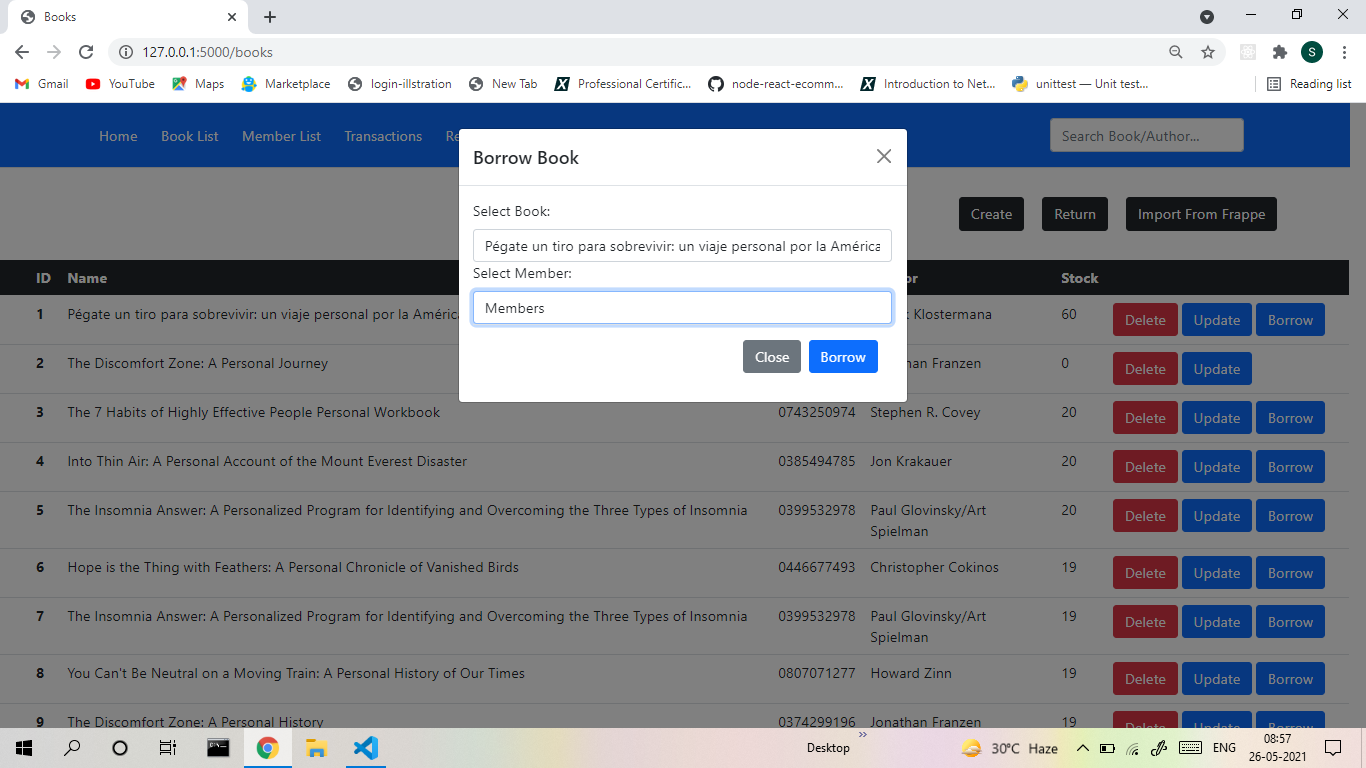 Books
127.0.0.1:5000/books
S
Gmail YouTube Maps Marketplace login-illstration New Tab Professional Certific... node-react-ecomm... Introduction to Net... unittest — Unit test... Reading list
Home Book List Member List Transactions Re
Search Book/Author...
Borrow Book
Select Book:
Pégate un tiro para sobrevivir: un viaje personal por la América
Select Member:
Members
Close Borrow
Create Return Import From Frappe
ID Name or Stock
1 Pégate un tiro para sobrevivir: un viaje personal por la América Klostermana 60 Delete Update Borrow
2 The Discomfort Zone: A Personal Journey han Franzen 0 Delete Update
3 The 7 Habits of Highly Effective People Personal Workbook 0743250974 Stephen R. Covey 20 Delete Update Borrow
4 Into Thin Air: A Personal Account of the Mount Everest Disaster 0385494785 Jon Krakauer 20 Delete Update Borrow
5 The Insomnia Answer: A Personalized Program for Identifying and Overcoming the Three Types of Insomnia 0399532978 Paul Glovinsky/Art 20 Delete Update Borrow
Spielman
6 Hope is the Thing with Feathers: A Personal Chronicle of Vanished Birds 0446677493 Christopher Cokinos 19 Delete Update Borrow
7 The Insomnia Answer: A Personalized Program for Identifying and Overcoming the Three Types of Insomnia 0399532978 Paul Glovinsky/Art 19 Delete Update Borrow
Spielman
8 You Can't Be Neutral on a Moving Train: A Personal History of Our Times 0807071277 Howard Zinn 19 Delete Update Borrow
9 The Discomfort Zone: A Personal History 0374299196 Jonathan Franzen 19 Delete Update Borrow
Desktop 30°C Haze ENG 08:57
26-05-2021